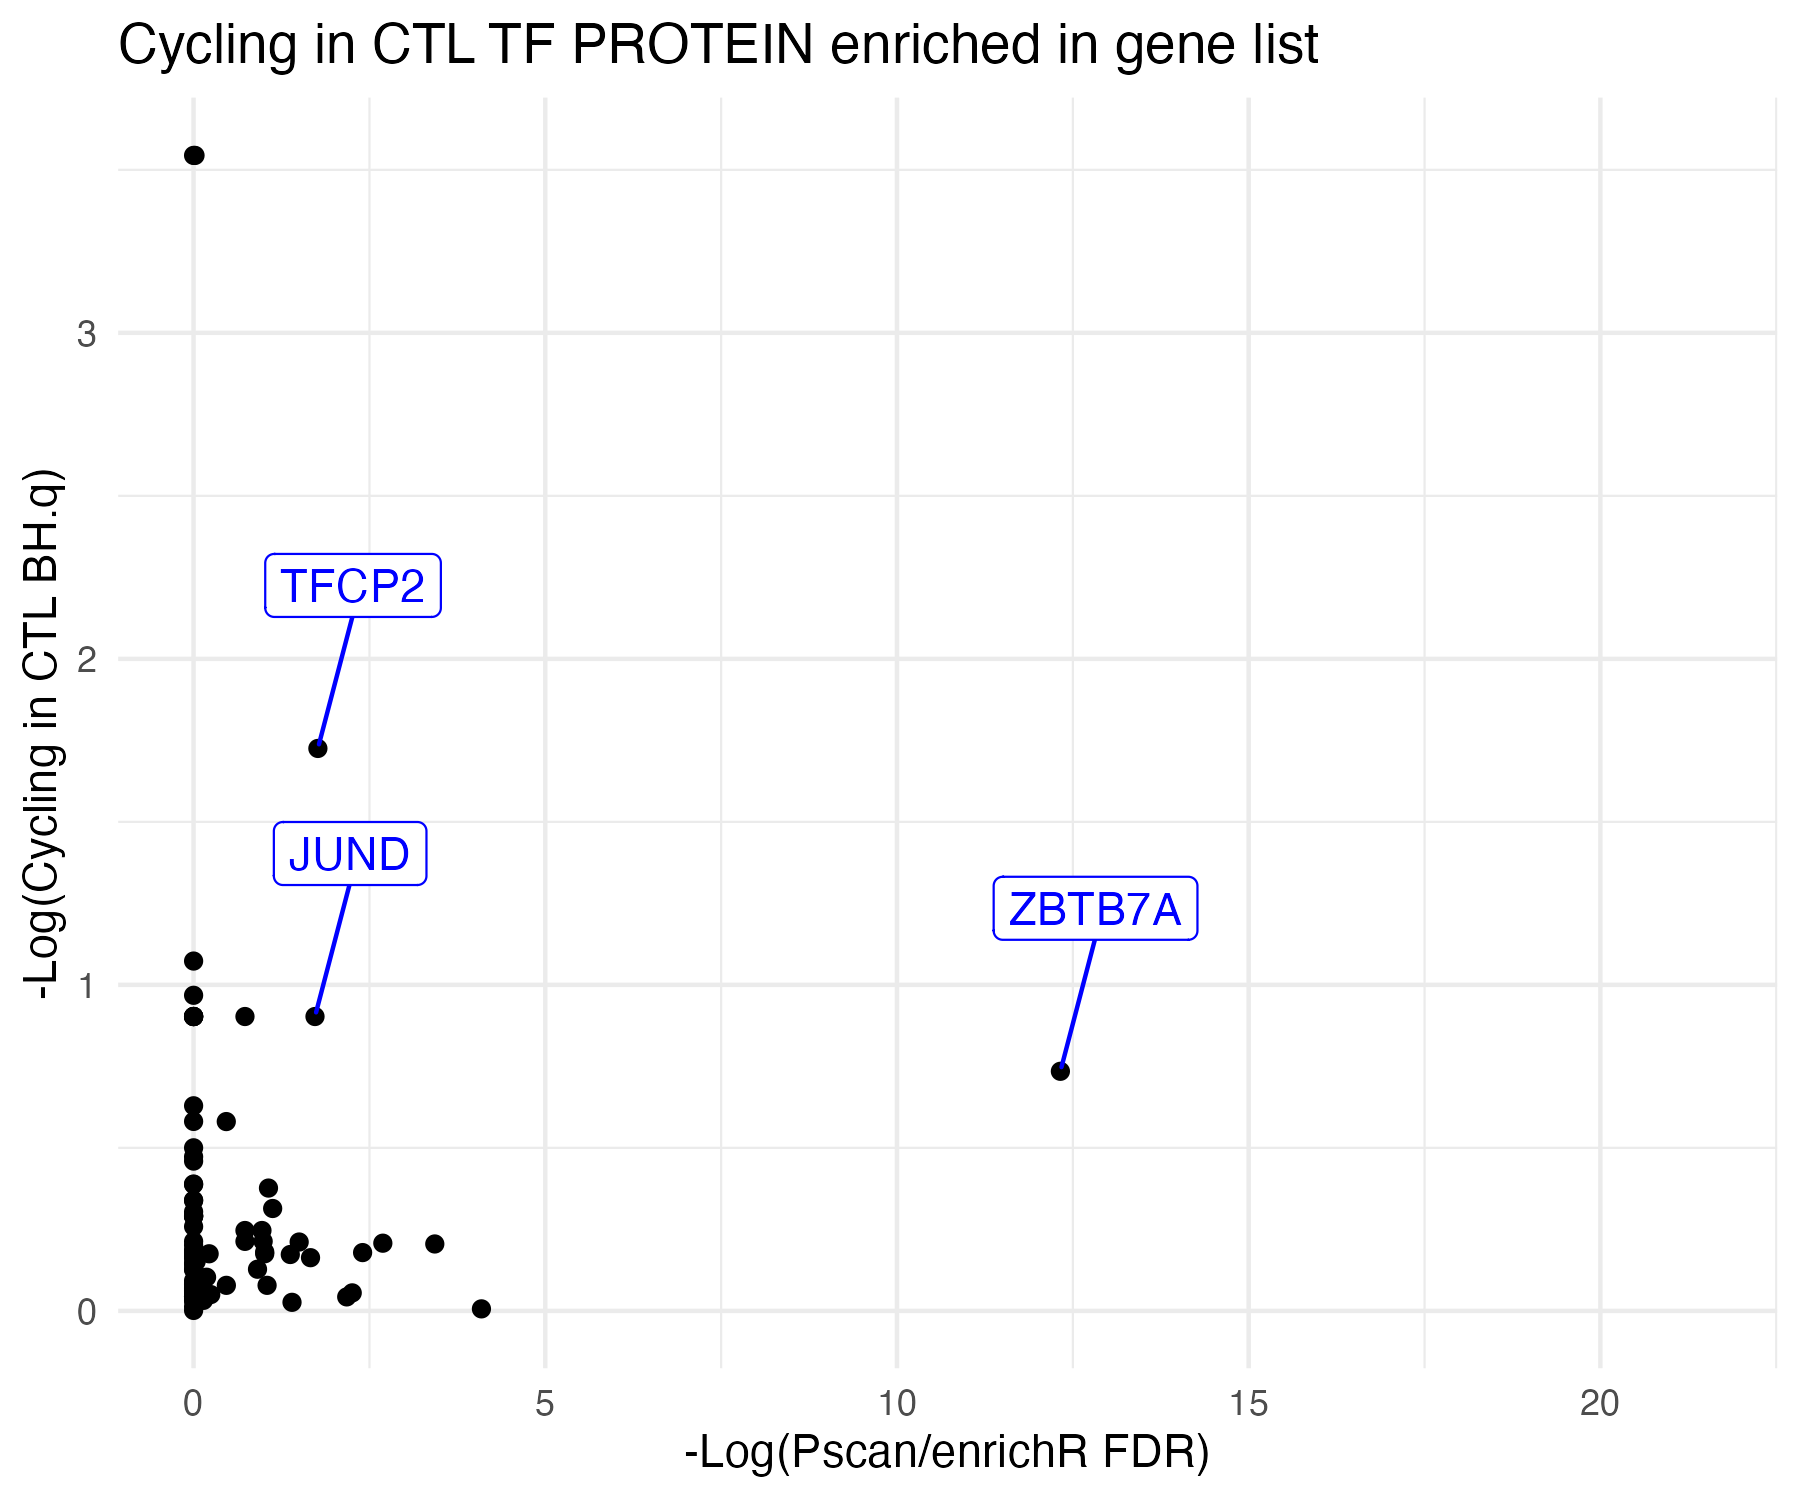 Cycling in CTL TF PROTEIN enriched in gene list
-Log(Cycling in CTL BH.q)
3
2
1
0
TFCP2
JUND
ZBTB7A
0 5 10 15 20
-Log(Pscan/enrichR FDR)